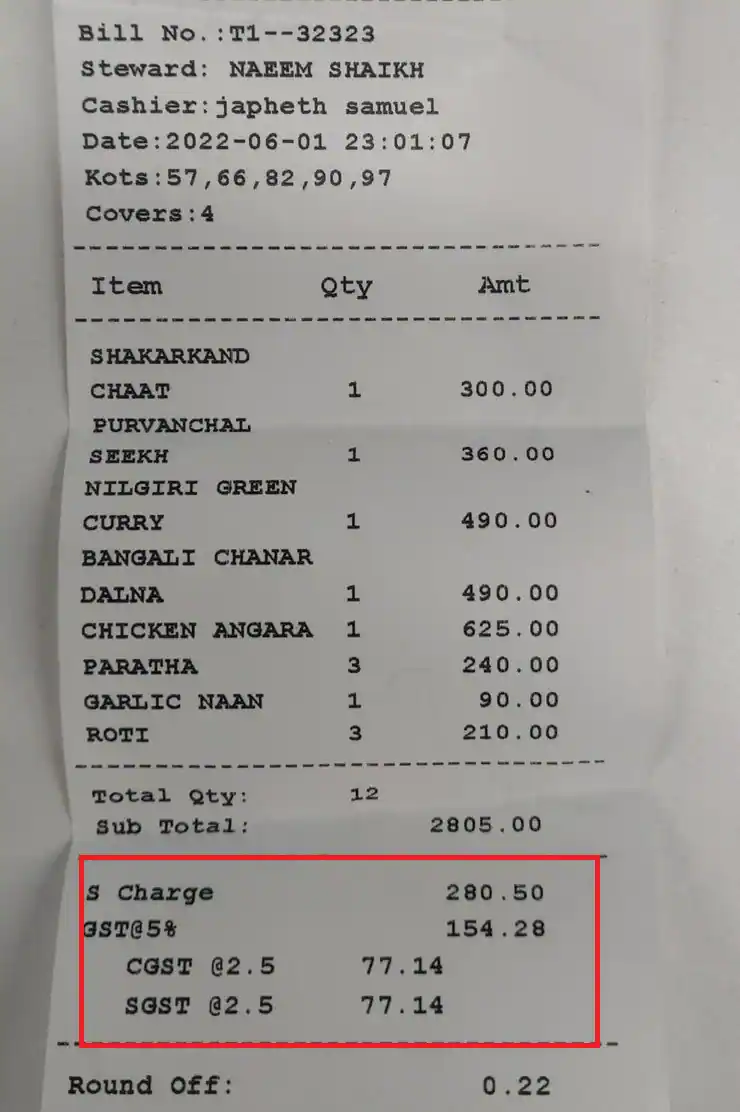 Bill No.:T1--32323
Steward: NAEEM SHAIKH
Cashier:japheth samuel
Date:2022-06-01 23:01:07
Kots:57,66,82,90,97
Covers:4
Item Qty Amt
SHAKARKAND
CHAAT 1 300.00
PURVANCHAL
SEEKH 1 360.00
NILGIRI GREEN
CURRY 1 490.00
BANGALI CHANAR
DALNA 1 490.00
CHICKEN ANGARA 1 625.00
PARATHA 3 240.00
GARLIC NAAN 1 90.00
ROTI 3 210.00
Total Qty: 12
Sub Total: 2805.00
S Charge 280.50
GST@5% 154.28
CGST @2.5 77.14
SGST @2.5 77.14
Round Off: 0.22